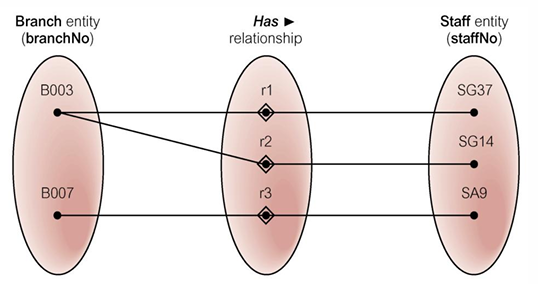 Branch entity
(branchNo)
Has ►
relationship
Staff entity
(staffNo)
B003
r1
SG37
r2
SG14
B007
r3
SA9